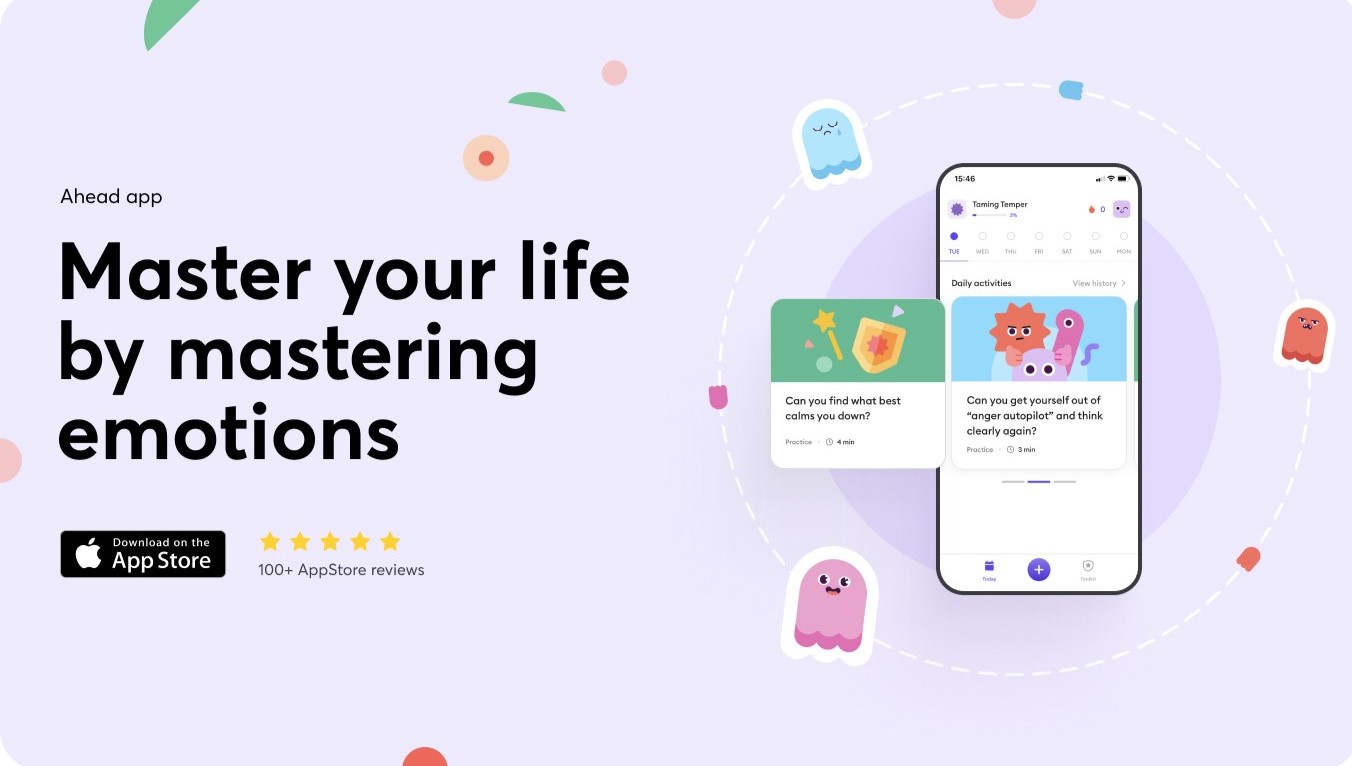 Ahead app
Master your life
by mastering
emotions
Download on the
App Store
100+ AppStore reviews
15:46
Taming Temper
3%
0
TUE WED THU FRI SAT SUN MON
Daily activities View history
Can you find what best
calms you down?
Practice · 4 min
Can you get yourself out of
“anger autopilot” and think
clearly again?
Practice · 3 min
Today
Toolkit